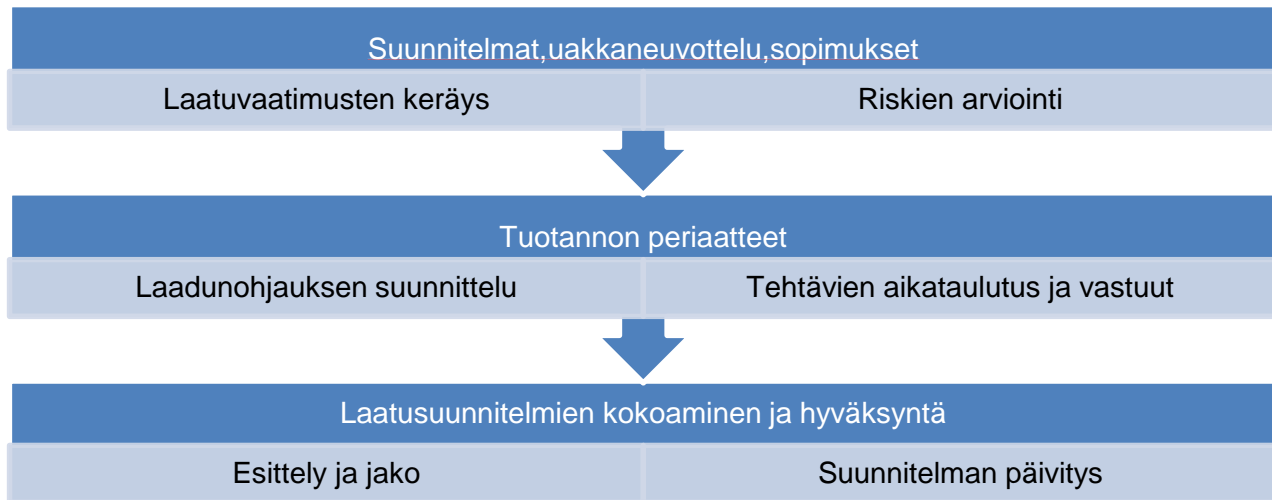 Suunnitelmat,uakkaneuvottelu,sopimukset
Laatuvaatimusten keräys
Riskien arviointi
Tuotannon periaatteet
Laadunohjauksen suunnittelu
Tehtävien aikataulutus ja vastuut
Laatusuunnitelmien kokoaminen ja hyväksyntä
Esittely ja jako
Suunnitelman päivitys